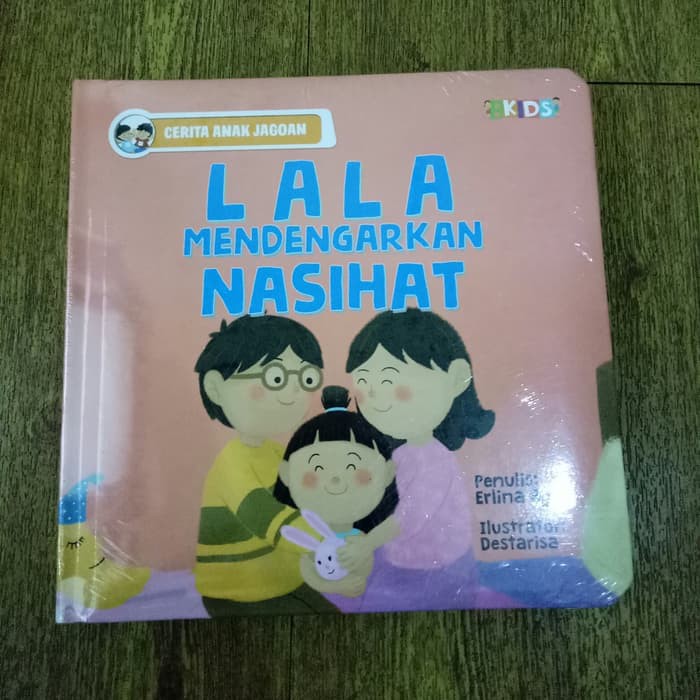 CERITA ANAK JAGOAN
KIDS
LALA
MENDENGARKAN
NASIHAT
Penulis:
Erlina
Ilustrator:
Destarisa